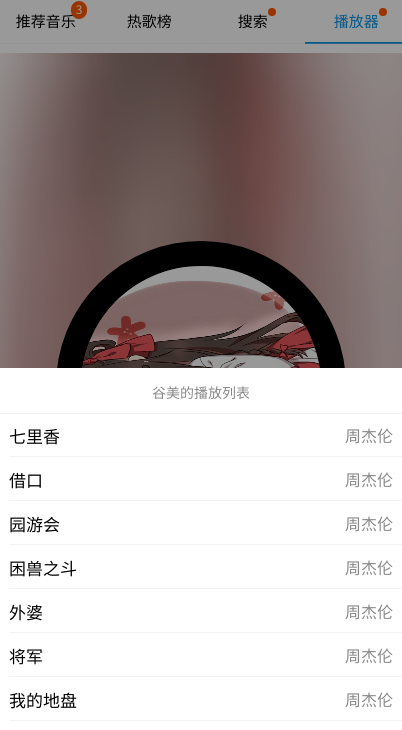 推荐音乐 3 热歌榜 搜索 播放器
谷美的播放列表
七里香 周杰伦
借口 周杰伦
园游会 周杰伦
困兽之斗 周杰伦
外婆 周杰伦
将军 周杰伦
我的地盘 周杰伦